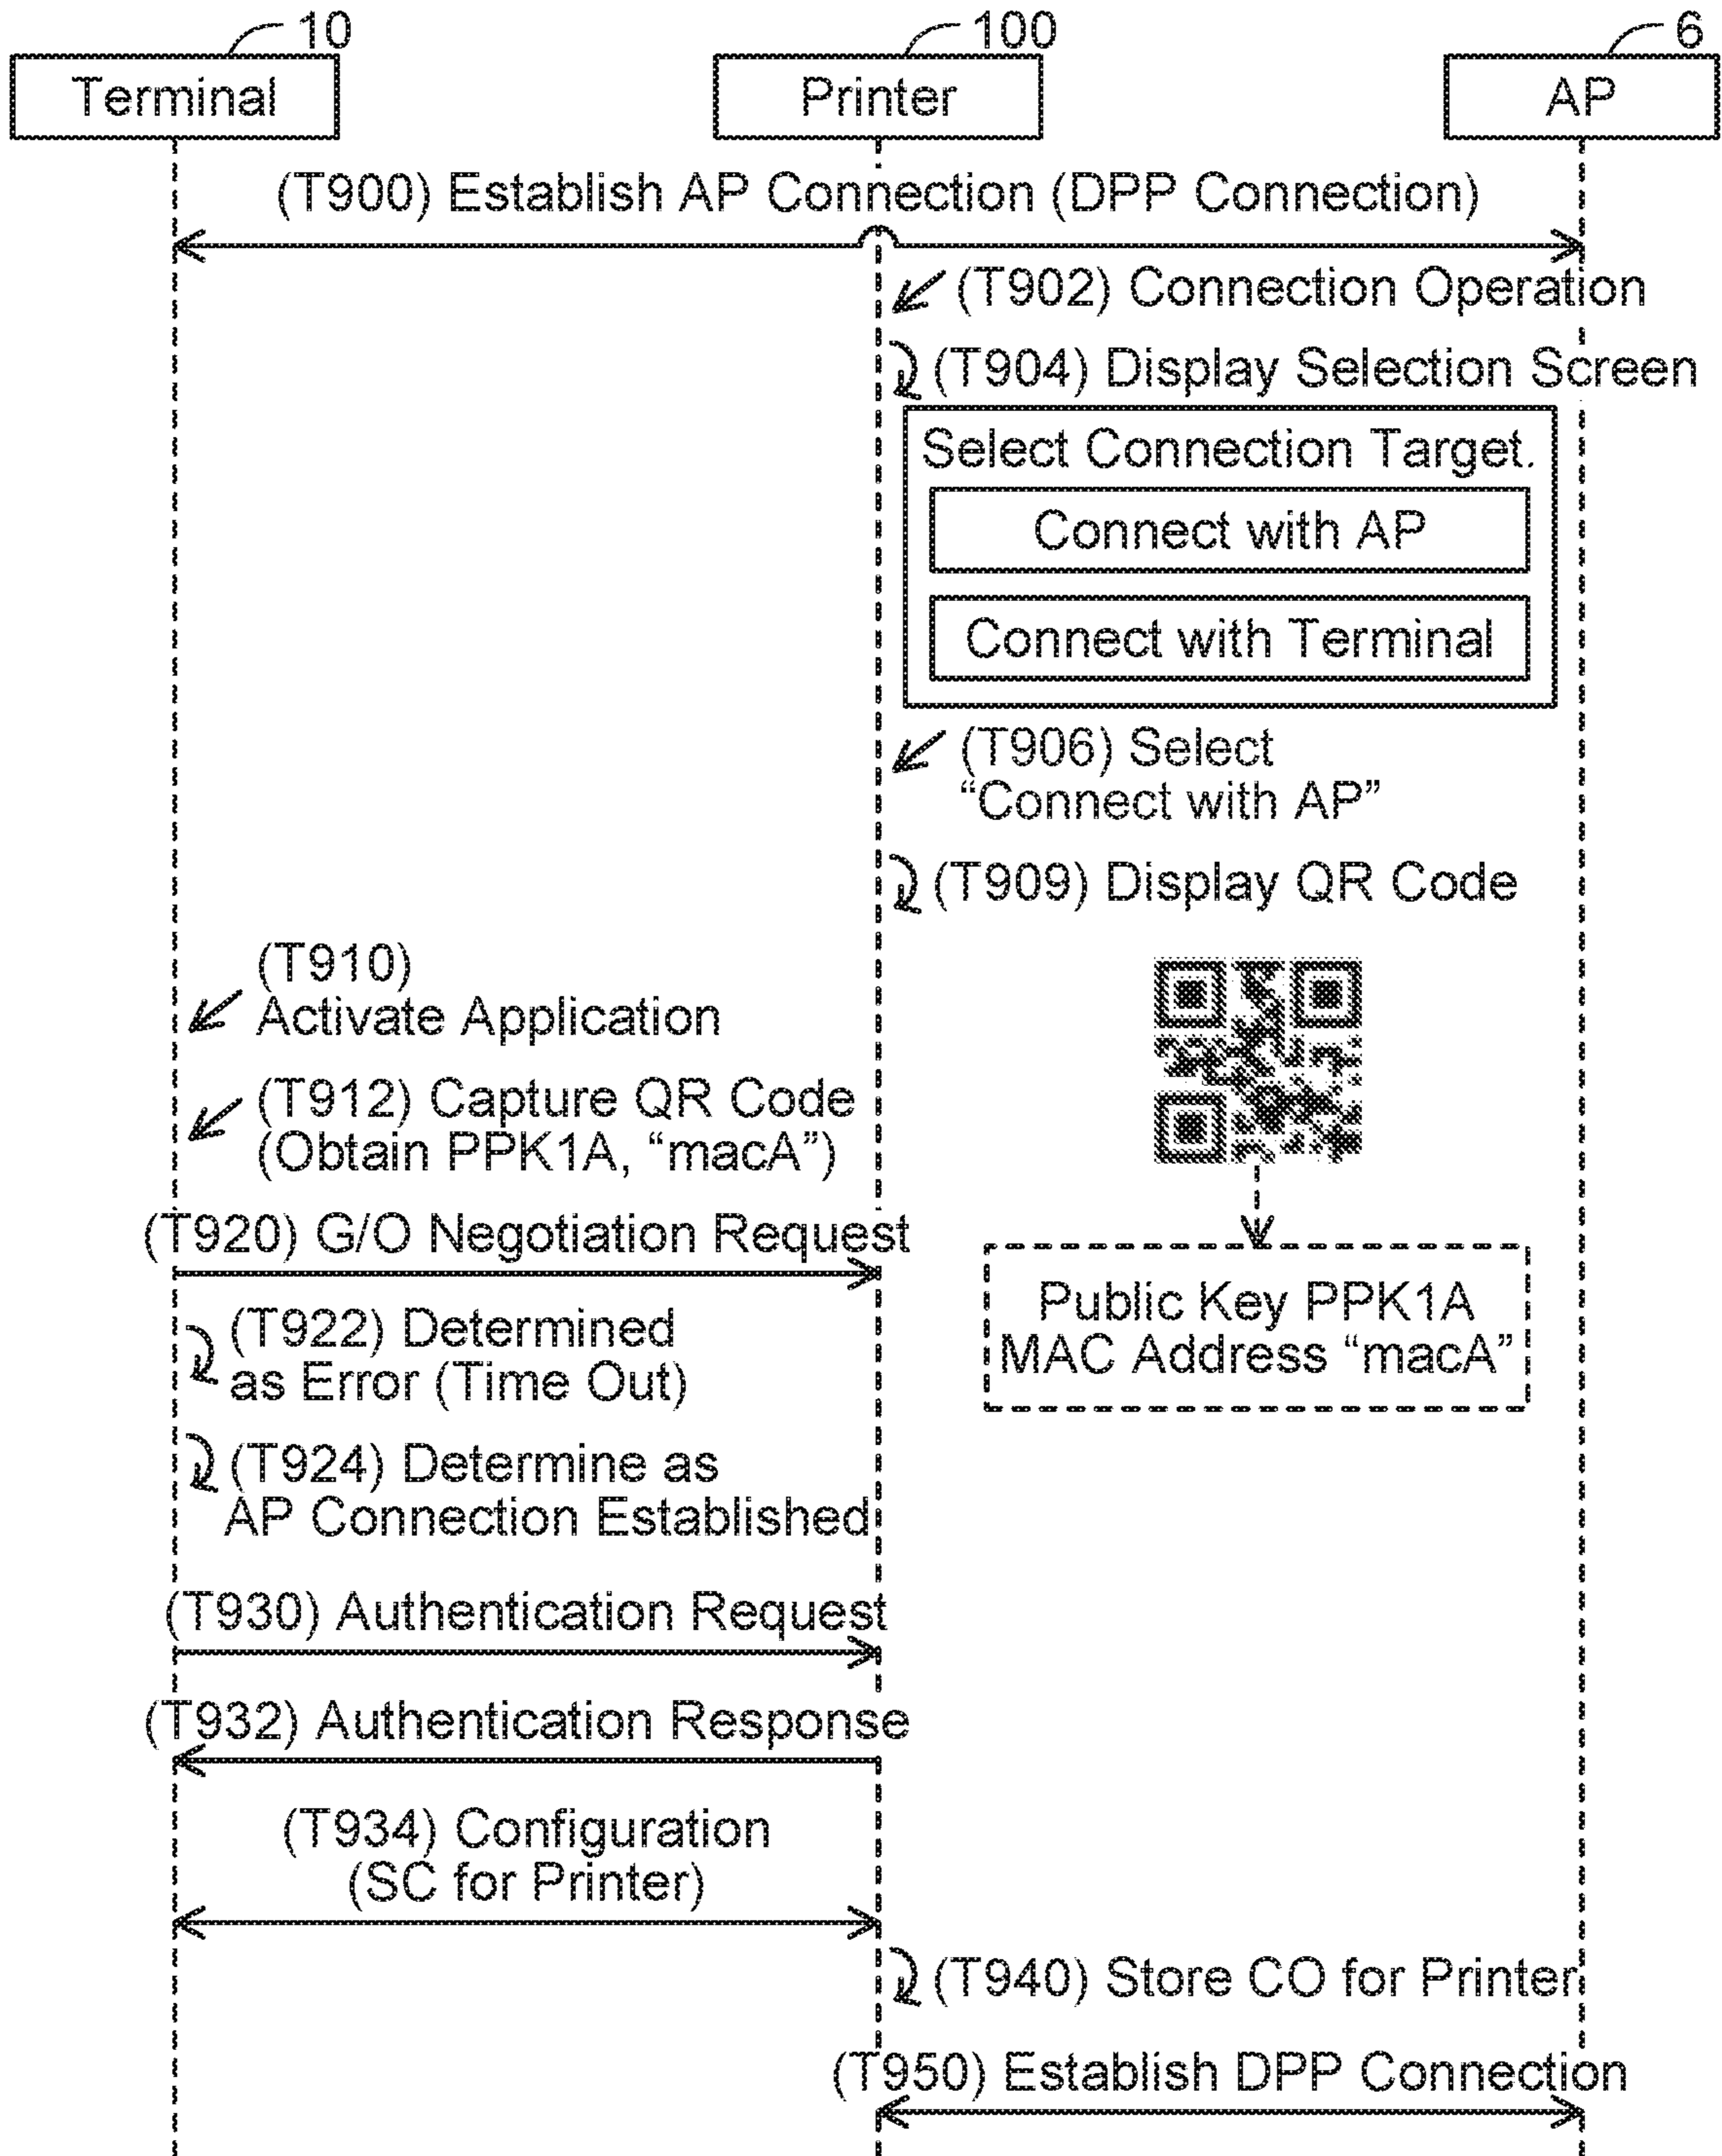 10
100
6
Terminal
Printer
AP
(T900) Establish AP Connection (DPP Connection)
(T902) Connection Operation
(T904) Display Selection Screen
Select Connection Target.
Connect with AP
Connect with Terminal
(T906) Select
“Connect with AP”
(T909) Display QR Code
(T910)
Activate Application
(T912) Capture QR Code
(Obtain PPK1A, “macA”)
(T920) G/O Negotiation Request
Public Key PPK1A
MAC Address “macA”
(T922) Determined
as Error (Time Out)
(T924) Determine as
AP Connection Established
(T930) Authentication Request
(T932) Authentication Response
(T934) Configuration
(SC for Printer)
(T940) Store CO for Printer
(T950) Establish DPP Connection